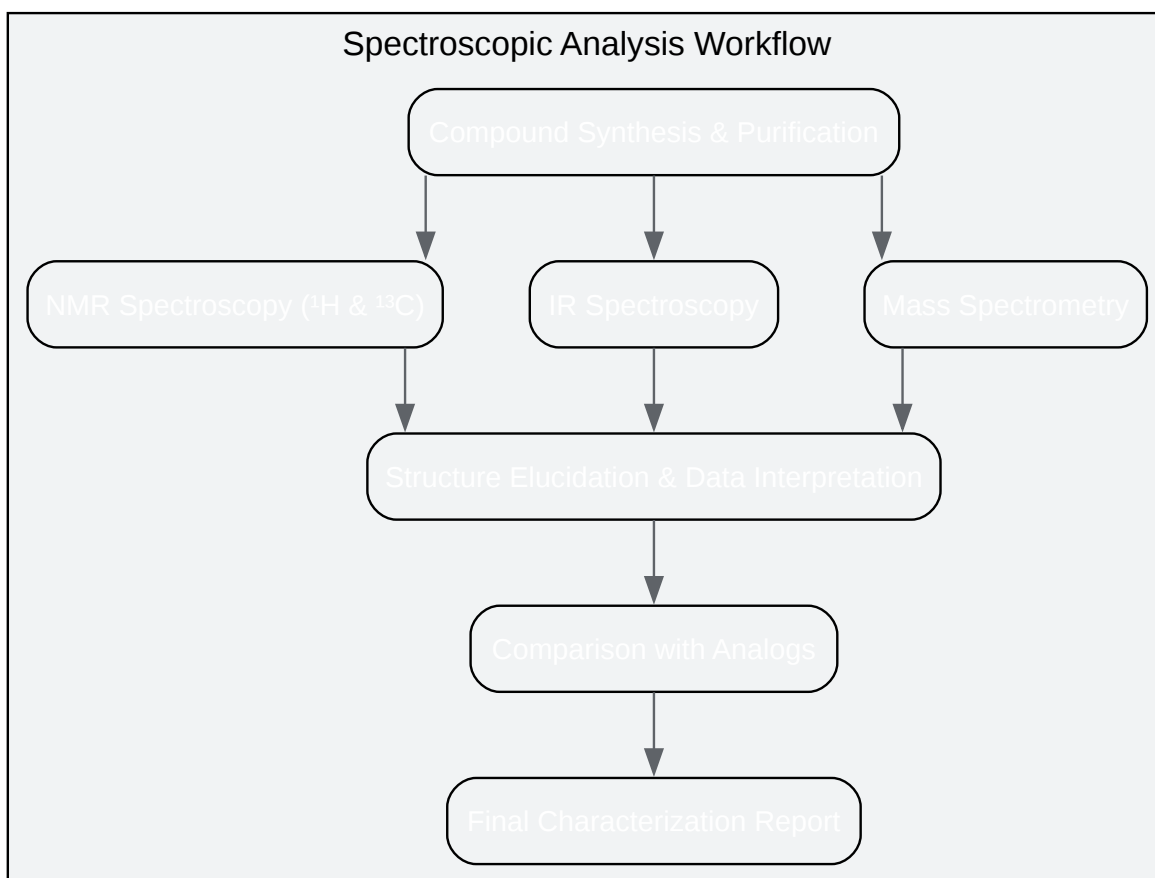 Spectroscopic Analysis Workflow
Compound Synthesis & Purification
NMR Spectroscopy (¹H & ¹³C)
IR Spectroscopy
Mass Spectrometry
Structure Elucidation & Data Interpretation
Comparison with Analogs
Final Characterization Report